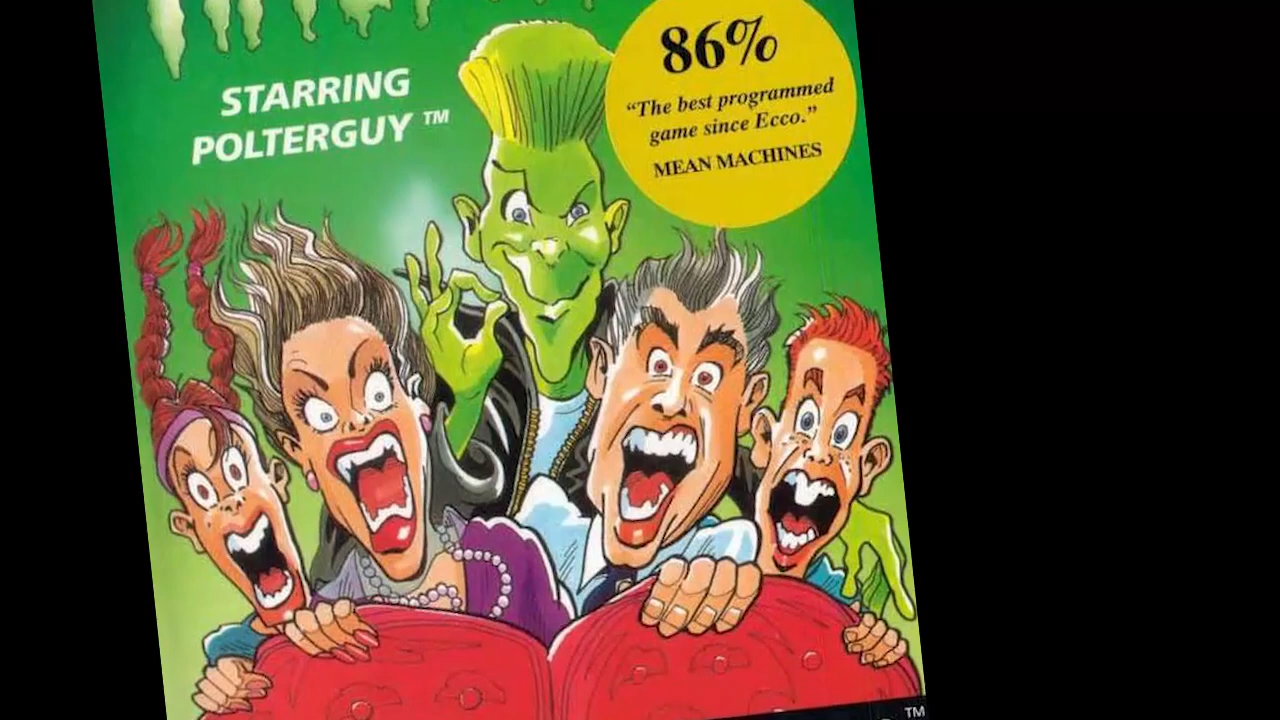 STARRING
POLTERGUY ™
86%
“The best programmed
game since Ecco.”
MEAN MACHINES
TM